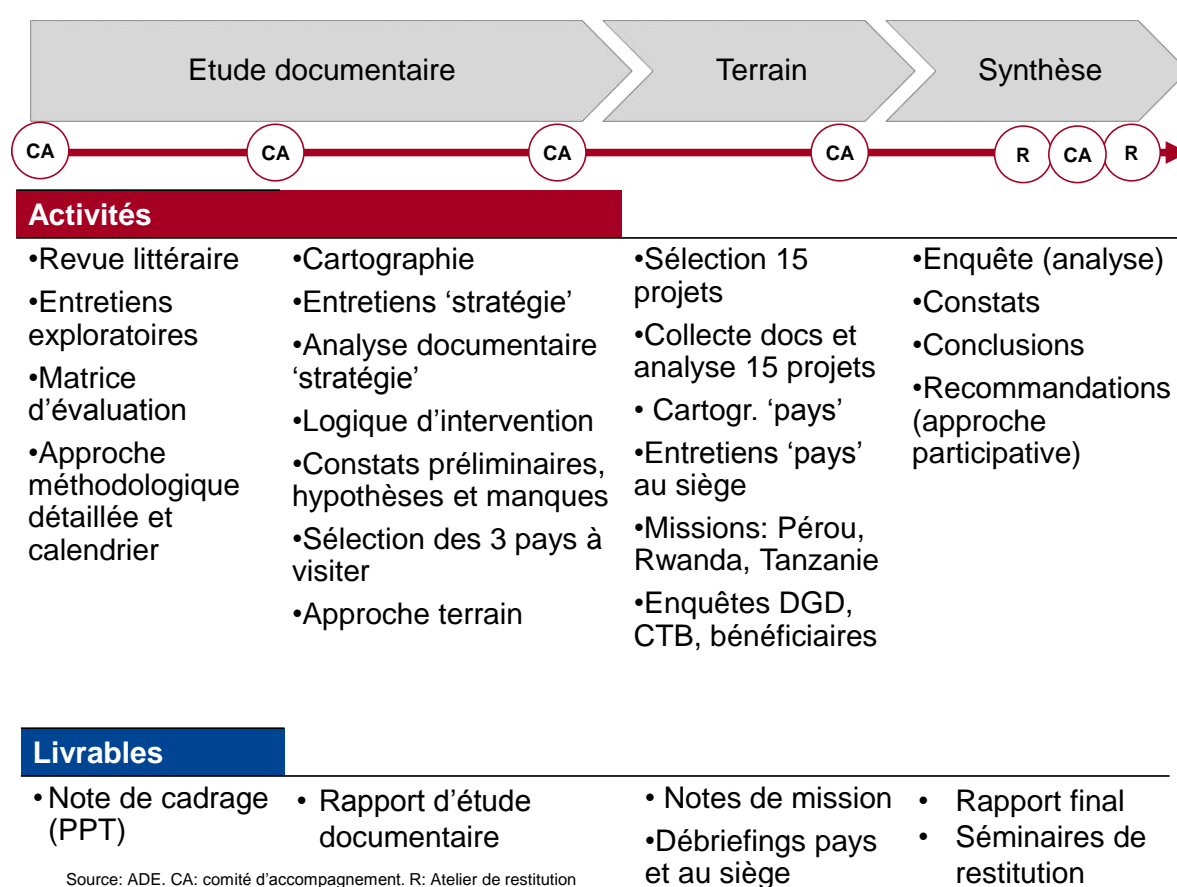 Etude documentaire
Terrain
Synthèse
CA
CA
CA
CA
R
CA
R
Activités
•Revue littéraire
•Entretiens
exploratoires
•Matrice
d’évaluation
•Approche
méthodologique
détaillée et
calendrier
•Cartographie
•Entretiens ‘stratégie’
•Analyse documentaire
‘stratégie’
•Logique d’intervention
•Constats préliminaires,
hypothèses et manques
•Sélection des 3 pays à
visiter
•Approche terrain
•Sélection 15
projets
•Collecte docs et
analyse 15 projets
• Cartogr. ‘pays’
•Entretiens ‘pays’
au siège
•Missions: Pérou,
Rwanda, Tanzanie
•Enquêtes DGD,
CTB, bénéficiaires
•Enquête (analyse)
•Constats
•Conclusions
•Recommandations
(approche
participative)
Livrables
• Note de cadrage
(PPT)
• Rapport d’étude
documentaire
• Notes de mission
•Débriefings pays
et au siège
• Rapport final
• Séminaires de
restitution
Source: ADE. CA: comité d’accompagnement. R: Atelier de restitution